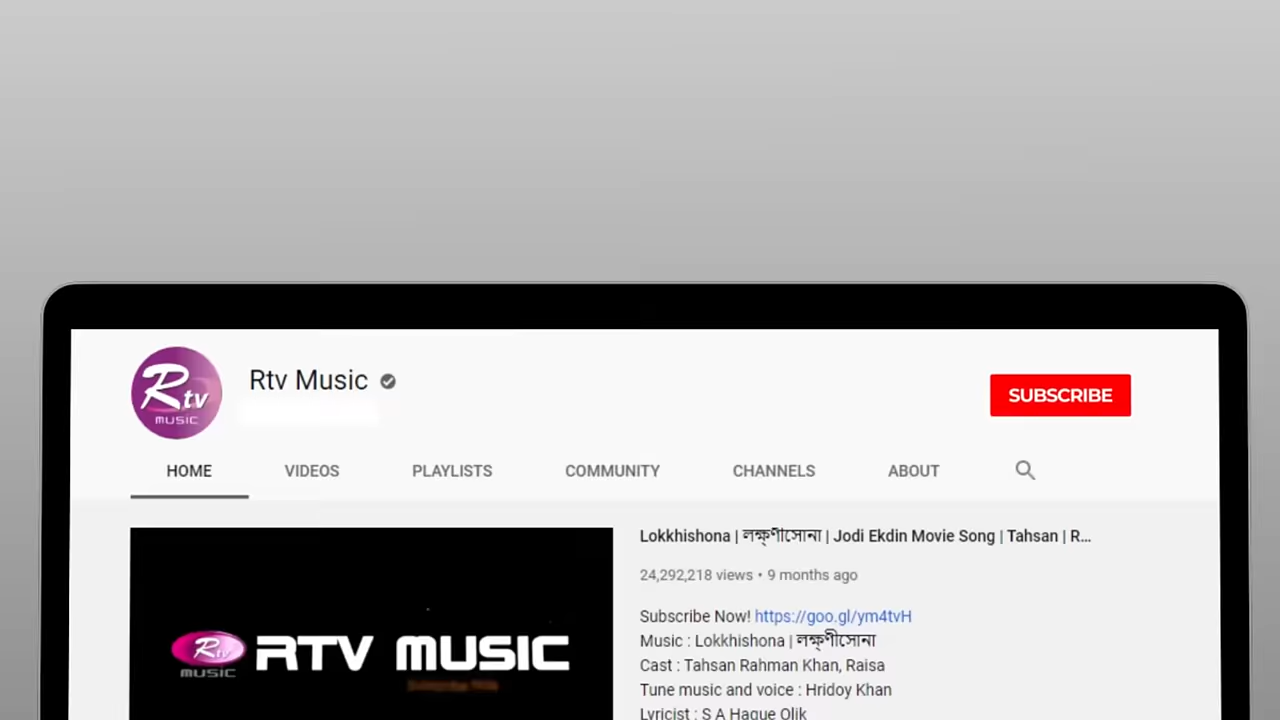 Rtv
MUSIC
Rtv Music
SUBSCRIBE
HOME VIDEOS PLAYLISTS COMMUNITY CHANNELS ABOUT
Lokkhishona | লক্ষ্ণীসোনা | Jodi Ekdin Movie Song | Tahsan | R...
24,292,218 views • 9 months ago
Subscribe Now! https://goo.gl/ym4tvH
Music : Lokkhishona | লক্ষ্ণীসোনা
Cast : Tahsan Rahman Khan, Raisa
Tune music and voice : Hridoy Khan
Lyricist : S A Haque Olik
Rtv
MUSIC
RTV MUSIC